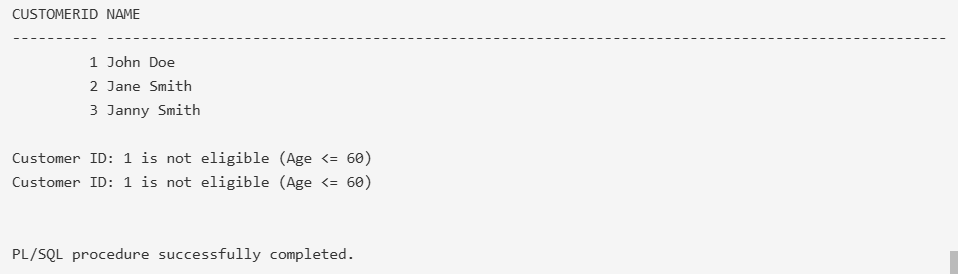 CUSTOMERID NAME
---------- ----------------------------------------------------------------------------------------------------
1 John Doe
2 Jane Smith
3 Janny Smith
Customer ID: 1 is not eligible (Age <= 60)
Customer ID: 1 is not eligible (Age <= 60)
PL/SQL procedure successfully completed.